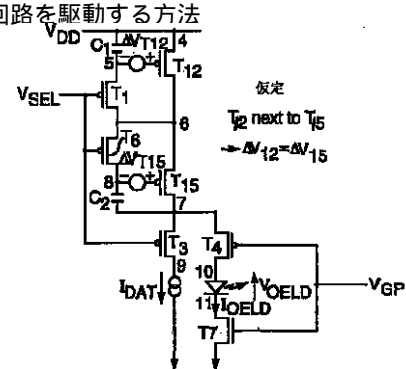 回路を駆動する方法
VDD
C1
ΔVT12
4
5
T12
VSEL
T1
仮定
T12 next to T15
→ ΔV12=ΔV15
6
T6
ΔVT15
8
T15
C2
7
T3
T4
9
10
IDAT
VOELD
11
IOELD
VGP
T7